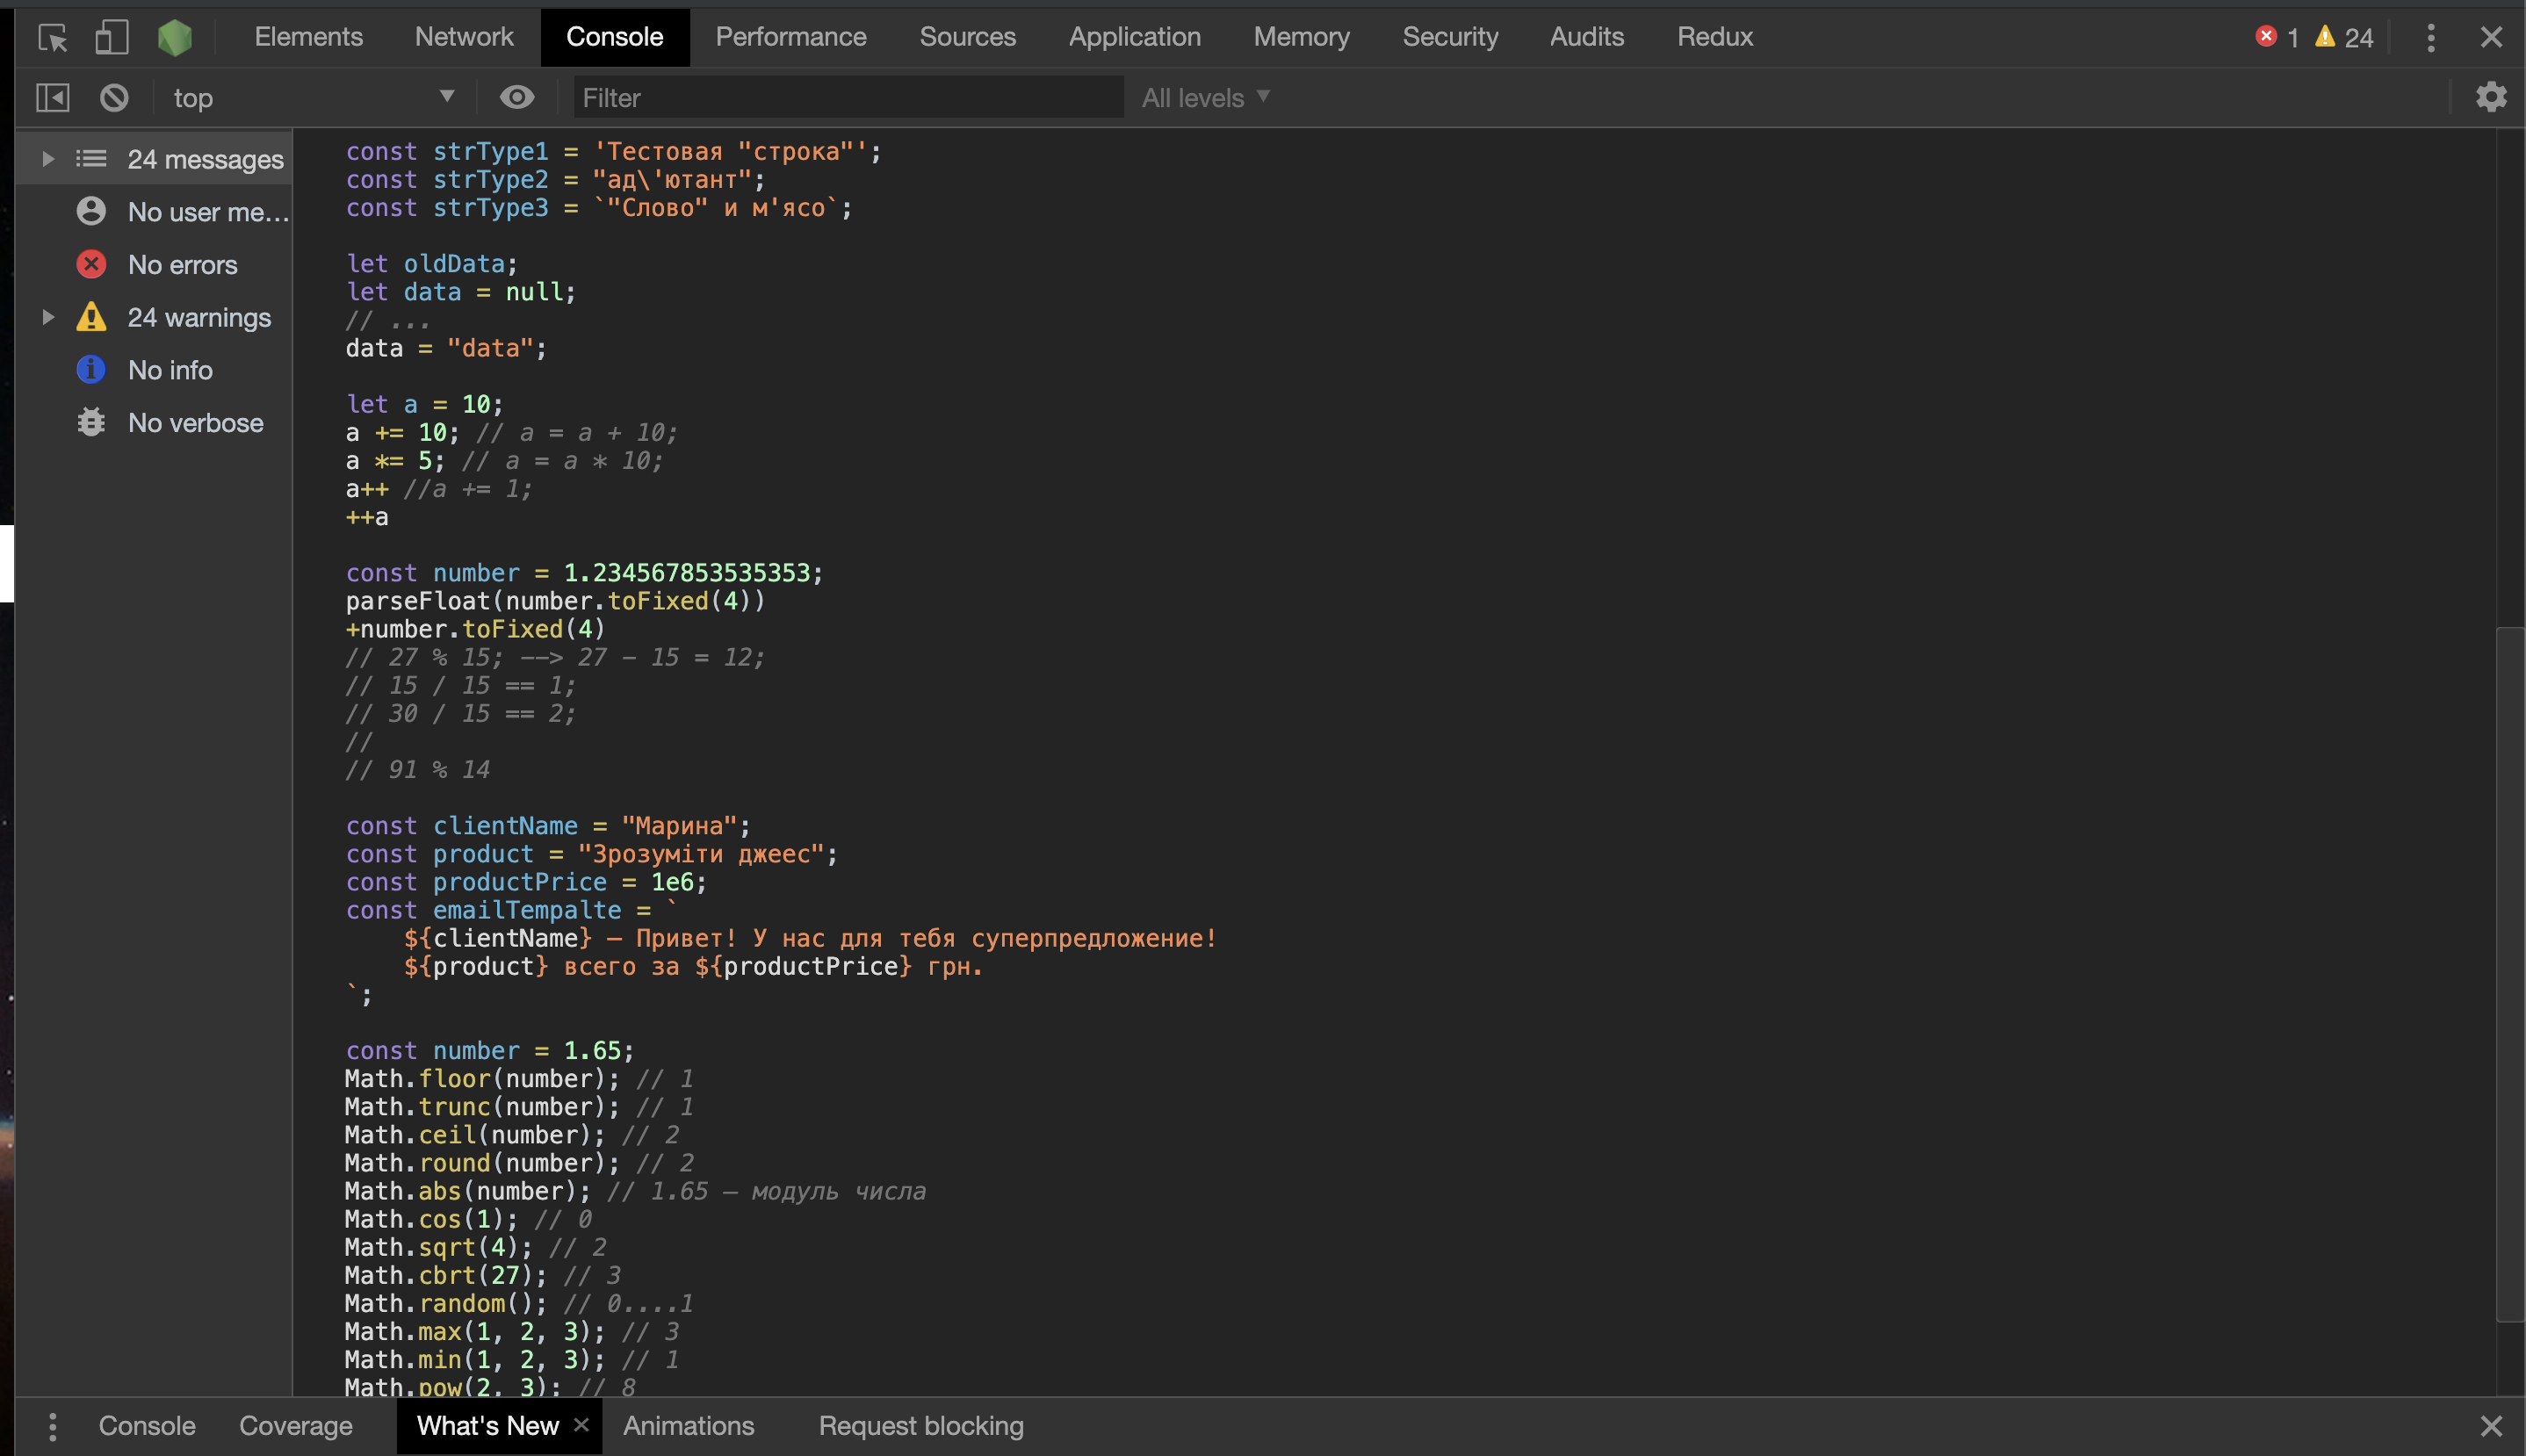 Elements Network Console Performance Sources Application Memory Security Audits Redux 1 24
top Filter All levels
24 messages
No user me...
No errors
24 warnings
No info
No verbose
const strType1 = 'Тестовая "строка"';
const strType2 = "ад\'ютант";
const strType3 = `"Слово" и м'ясо`;
let oldData;
let data = null;
// ...
data = "data";
let a = 10;
a += 10; // a = a + 10;
a *= 5; // a = a * 10;
a++ //a += 1;
++a
const number = 1.234567853535353;
parseFloat(number.toFixed(4))
+number.toFixed(4)
// 27 % 15; --> 27 - 15 = 12;
// 15 / 15 == 1;
// 30 / 15 == 2;
//
// 91 % 14
const clientName = "Марина";
const product = "Зрозуміти джеес";
const productPrice = 1e6;
const emailTempalte = `
${clientName} – Привет! У нас для тебя суперпредложение!
${product} всего за ${productPrice} грн.
`;
const number = 1.65;
Math.floor(number); // 1
Math.trunc(number); // 1
Math.ceil(number); // 2
Math.round(number); // 2
Math.abs(number); // 1.65 – модуль числа
Math.cos(1); // 0
Math.sqrt(4); // 2
Math.cbrt(27); // 3
Math.random(); // 0....1
Math.max(1, 2, 3); // 3
Math.min(1, 2, 3); // 1
Math.pow(2, 3); // 8
Console Coverage What's New Animations Request blocking